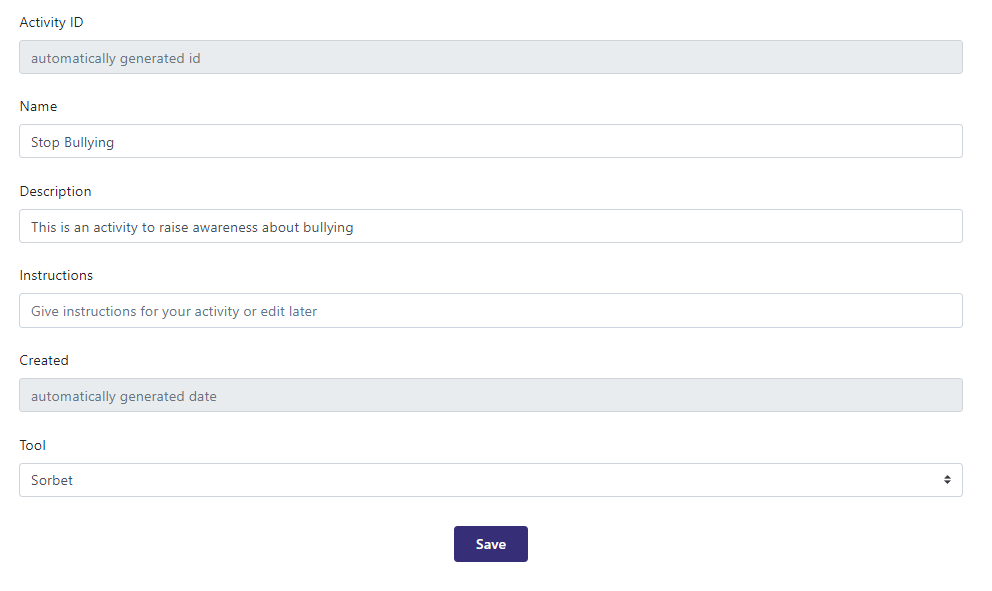 Activity ID
automatically generated id
Name
Stop Bullying
Description
This is an activity to raise awareness about bullying
Instructions
Give instructions for your activity or edit later
Created
automatically generated date
Tool
Sorbet
Save